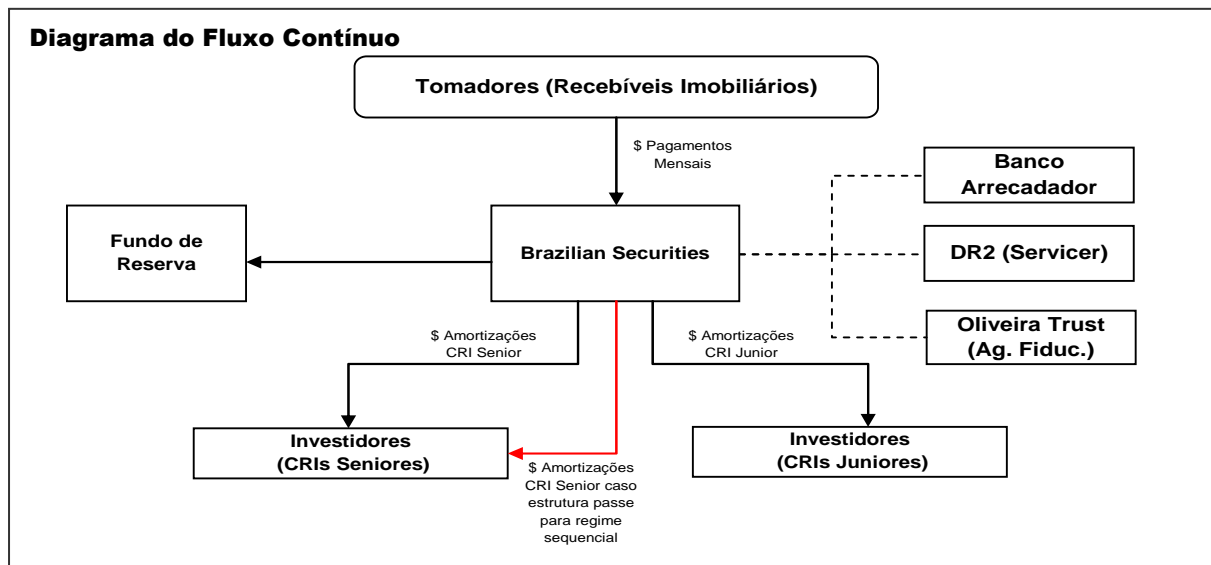 Diagrama do Fluxo Contínuo
Tomadores (Recebíveis Imobiliários)
$ Pagamentos
Mensais
Banco
Arrecadador
Fundo de
Reserva
Brazilian Securities
DR2 (Servicer)
Oliveira Trust
(Ag. Fiduc.)
$ Amortizações
CRI Senior
$ Amortizações
CRI Junior
Investidores
(CRIs Seniores)
Investidores
(CRIs Juniores)
$ Amortizações
CRI Senior caso
estrutura passe
para regime
sequencial